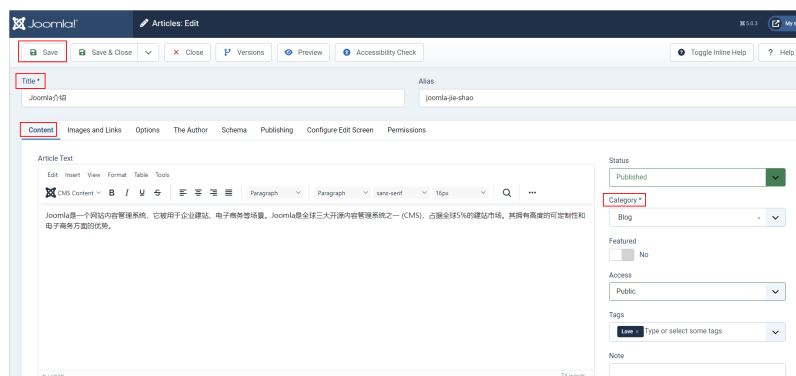 Joomla!
Articles: Edit
5.0.3
Save
Save & Close
Close
Versions
Preview
Accessibility Check
Toggle Inline Help
Help
Title *
Alias
Joomla介绍
joomla-jie-shao
Content
Images and Links
Options
The Author
Schema
Publishing
Configure Edit Screen
Permissions
Article Text
Edit Insert View Format Table Tools
CMS Content
B I U S
Paragraph
Paragraph
sans-serif
16px
Joomla是一个网站内容管理系统，它被用于企业建站、电子商务等场景。Joomla是全球三大开源内容管理系统之一 (CMS)，占据全球5%的建站市场。其拥有高度的可定制性和
电子商务方面的优势。
Status
Published
Category *
Blog
Featured
No
Access
Public
Tags
Love
Type or select some tags
Note